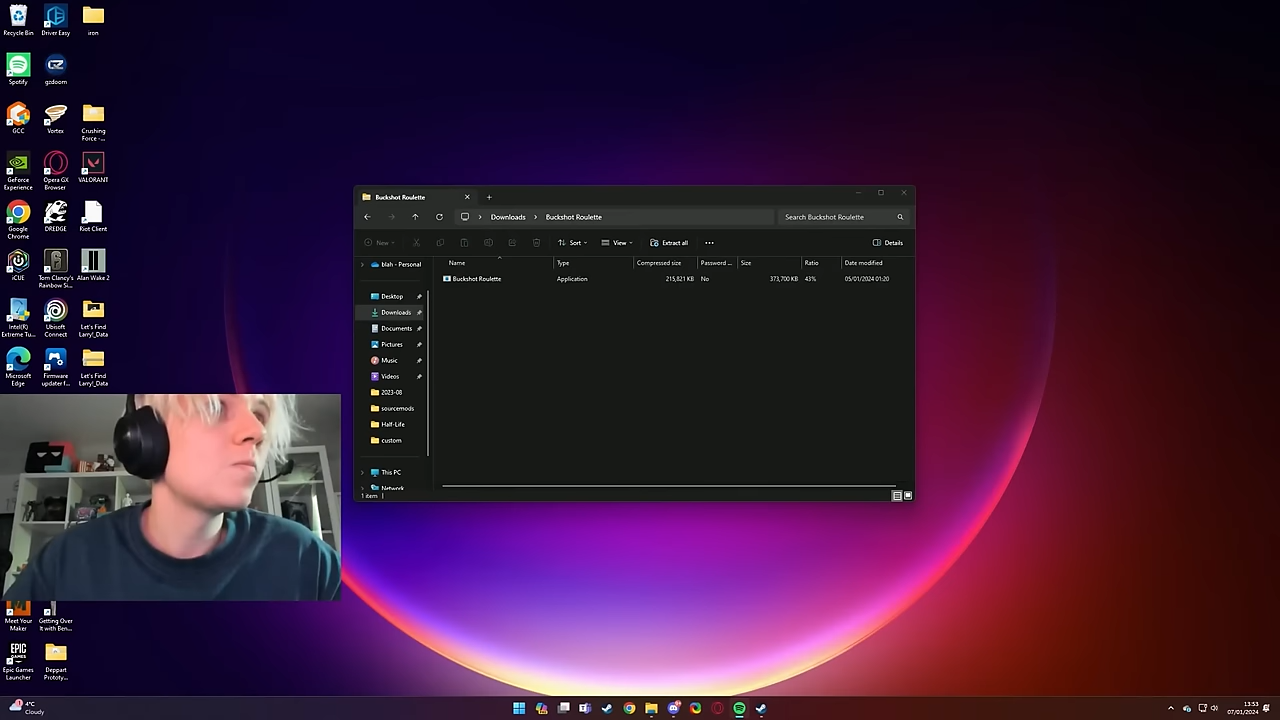 Recycle Bin
Driver Easy
iron
Spotify
gzdoom
GCC
Vortex
Crushing
Force -...
GeForce
Experience
Opera GX
Browser
VALORANT
Google
Chrome
DREDGE
Riot Client
iCUE
Tom Clancy's
Rainbow Si...
Alan Wake 2
Intel(R)
Extreme Tu...
Ubisoft
Connect
Let's Find
Larry!_Data
Microsoft
Edge
Firmware
updater f...
Let's Find
Larry!_Data
Meet Your
Maker
Getting Over
It with Ben...
EPIC
GAMES
Epic Games
Launcher
Deppart
Prototy...
Buckshot Roulette
Downloads > Buckshot Roulette
Search Buckshot Roulette
New
Sort
View
Extract all
Details
blah - Personal
Desktop
Downloads
Documents
Pictures
Music
Videos
2023-08
sourcemods
Half-Life
custom
This PC
Network
Name Type Compressed size Password ... Size Ratio Date modified
Buckshot Roulette Application 215,821 KB No 373,700 KB 43% 05/01/2024 01:20
1 item
4°C
Cloudy
13:53
07/01/2024